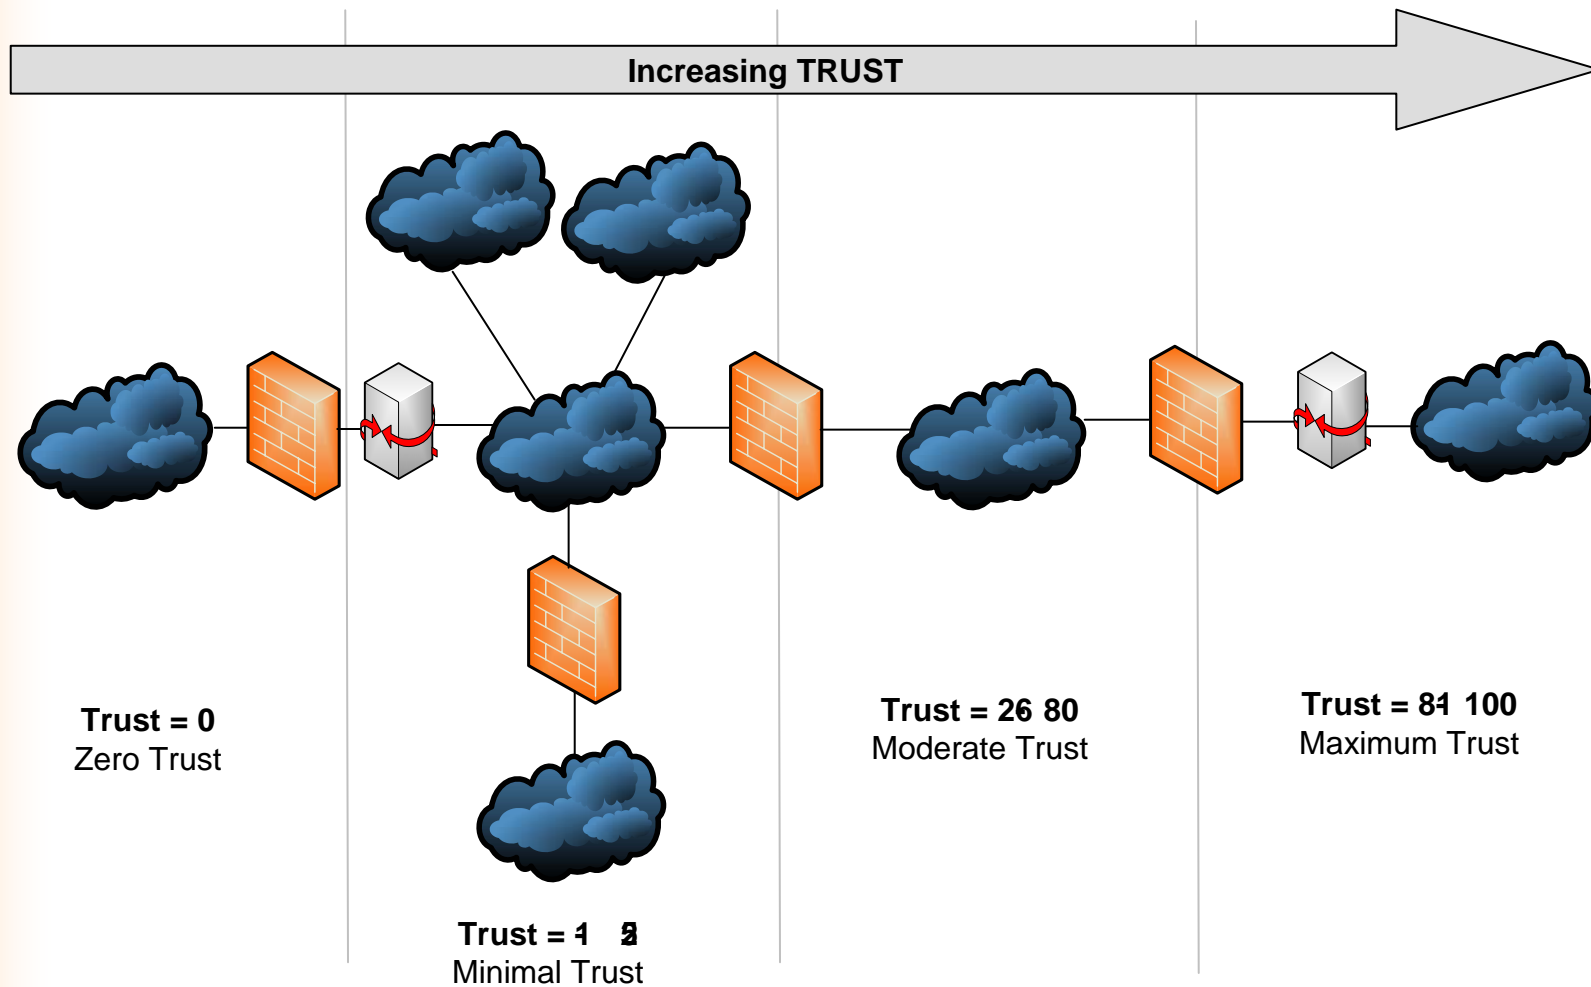 Increasing TRUST
Trust = 0
Zero Trust
Trust = 26 80
Moderate Trust
Trust = 81 100
Maximum Trust
Trust = 1
Minimal Trust